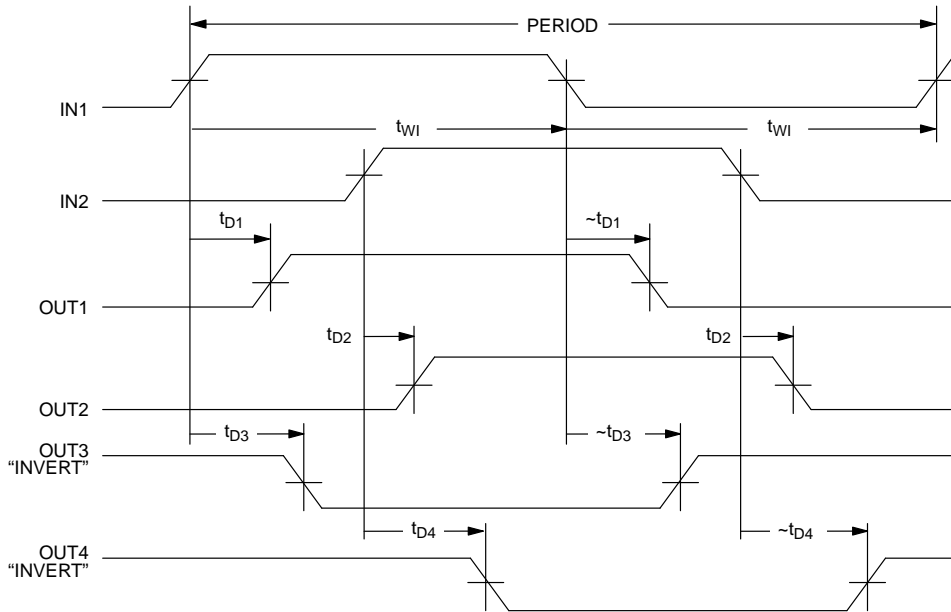 PERIOD
IN1
tWI
tWI
IN2
tD1
~tD1
OUT1
tD2
tD2
OUT2
tD3
~tD3
OUT3
“INVERT”
tD4
~tD4
OUT4
“INVERT”